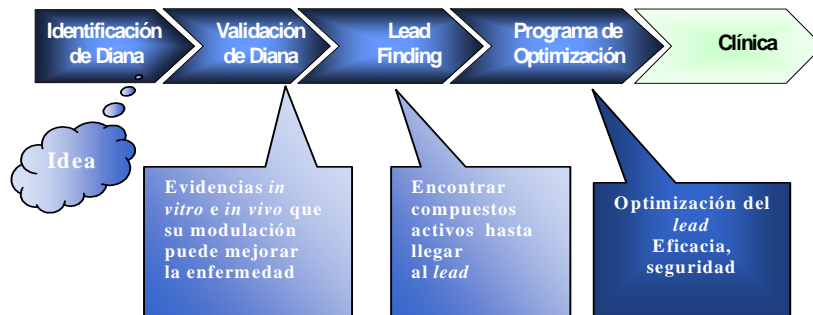 Identificación
de Diana
Validación
de Diana
Lead
Finding
Programa de
Optimización
Clínica
Idea
Evidencias in
vitro e in vivo que
su modulación
puede mejorar
la enfermedad
Encontrar
compuestos
activos hasta
llegar
al lead
Optimización del
lead
Eficacia,
seguridad